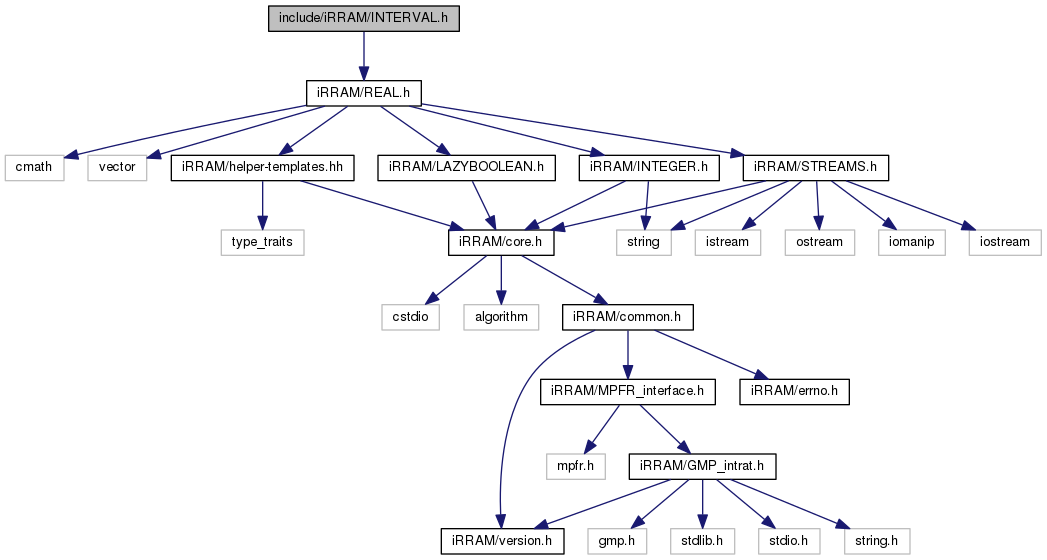 include/iRRAM/INTERVAL.h
iRRAM/REAL.h
cmath
vector
iRRAM/helper-templates.hh
iRRAM/LAZYBOOLEAN.h
iRRAM/INTEGER.h
iRRAM/STREAMS.h
type_traits
iRRAM/core.h
string
istream
ostream
iomanip
iostream
cstdio
algorithm
iRRAM/common.h
iRRAM/MPFR_interface.h
iRRAM/errno.h
mpfr.h
iRRAM/GMP_intrat.h
iRRAM/version.h
gmp.h
stdlib.h
stdio.h
string.h